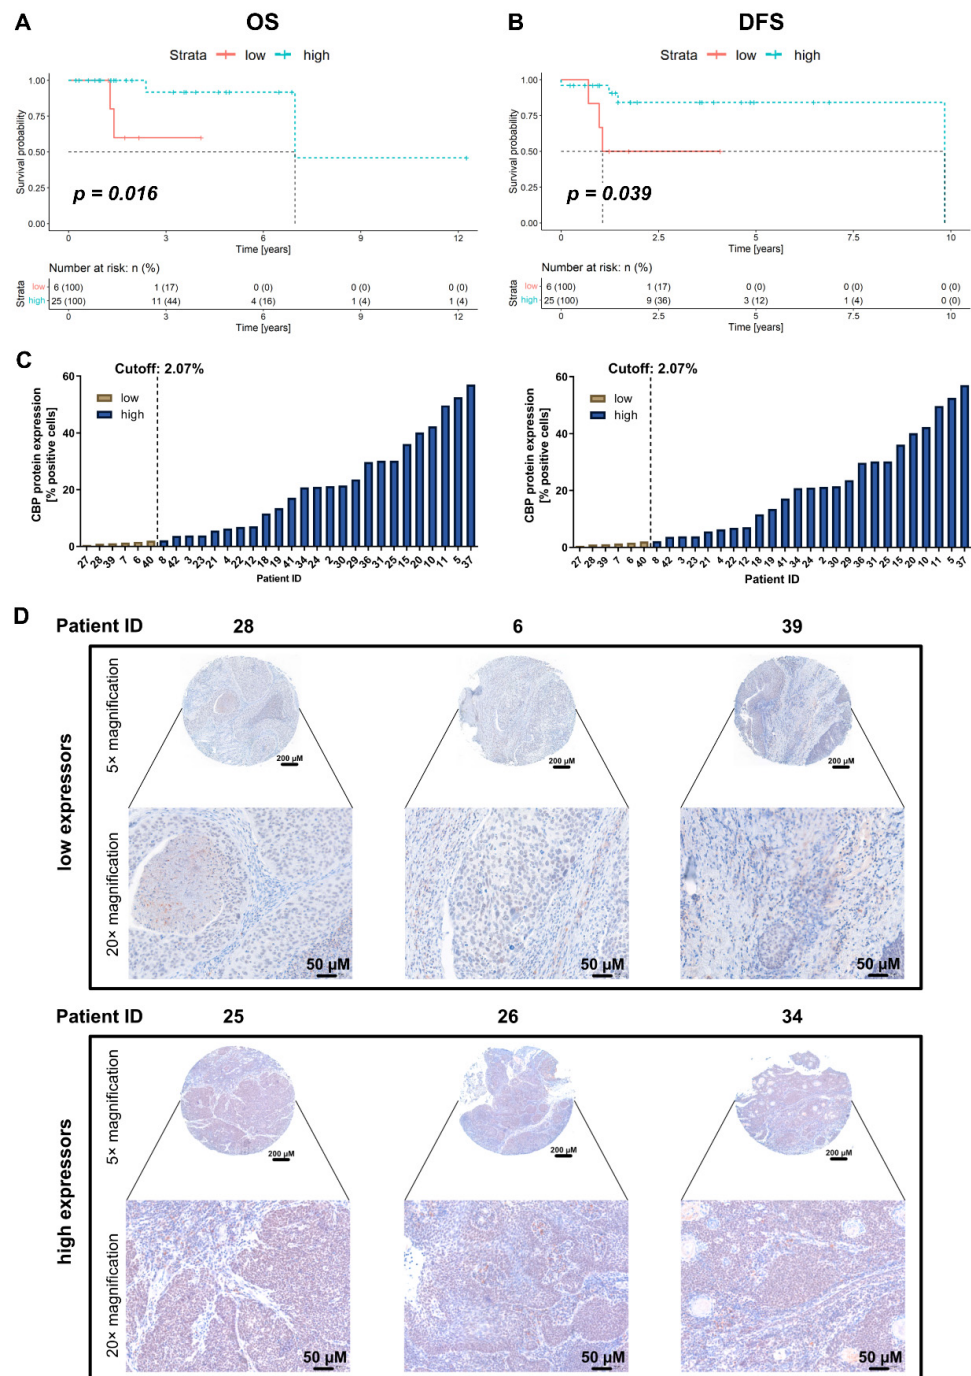 A OS
Strata low high
Survival probability
1.00
0.75
0.50
0.25
0.00
p = 0.016
0 3 6 9 12
Time [years]
Number at risk: n (%)
Strata
low 6 (100) 1 (17) 0 (0) 0 (0) 0 (0)
high 25 (100) 11 (44) 4 (16) 1 (4) 1 (4)
0 3 6 9 12
Time [years]
B DFS
Strata low high
Survival probability
1.00
0.75
0.50
0.25
0.00
p = 0.039
0 2.5 5 7.5 10
Time [years]
Number at risk: n (%)
Strata
low 6 (100) 1 (17) 0 (0) 0 (0) 0 (0)
high 25 (100) 9 (36) 3 (12) 1 (4) 0 (0)
0 2.5 5 7.5 10
Time [years]
C
Cutoff: 2.07%
low
high
CBP protein expression
[% positive cells]
60
40
20
0
27 28 39 7 6 40 8 42 3 23 21 4 22 12 18 19 41 34 24 2 30 29 36 31 25 15 20 10 11 5 37
Patient ID
Cutoff: 2.07%
low
high
CBP protein expression
[% positive cells]
60
40
20
0
27 28 39 7 6 40 8 42 3 23 21 4 22 12 18 19 41 34 24 2 30 29 36 31 25 15 20 10 11 5 37
Patient ID
D
Patient ID 28 6 39
low expressors
5× magnification
200 µM 200 µM 200 µM
20× magnification
50 µM 50 µM 50 µM
Patient ID 25 26 34
high expressors
5× magnification
200 µM 200 µM 200 µM
20× magnification
50 µM 50 µM 50 µM